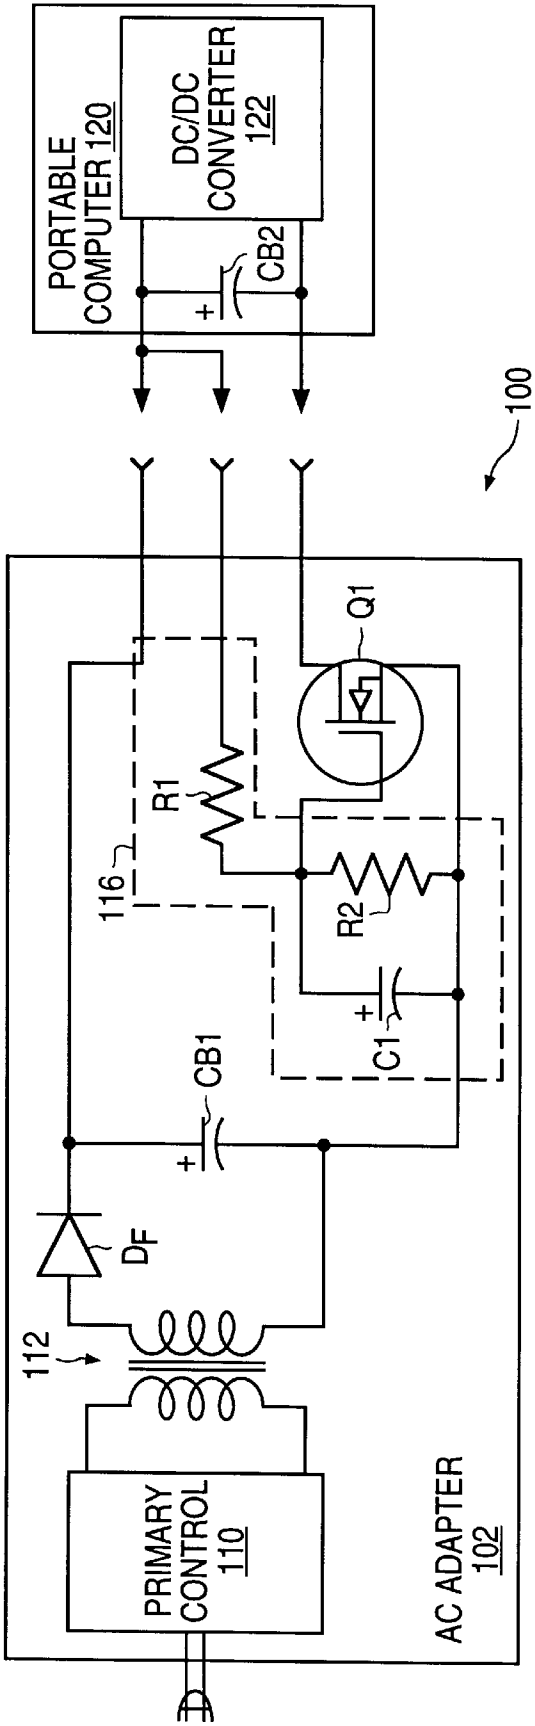 PORTABLE
COMPUTER 120
DC/DC
CONVERTER
122
+
CB2
100
Q1
R1
116
R2
+
C1
+
CB1
DF
112
PRIMARY
CONTROL
110
AC ADAPTER
102